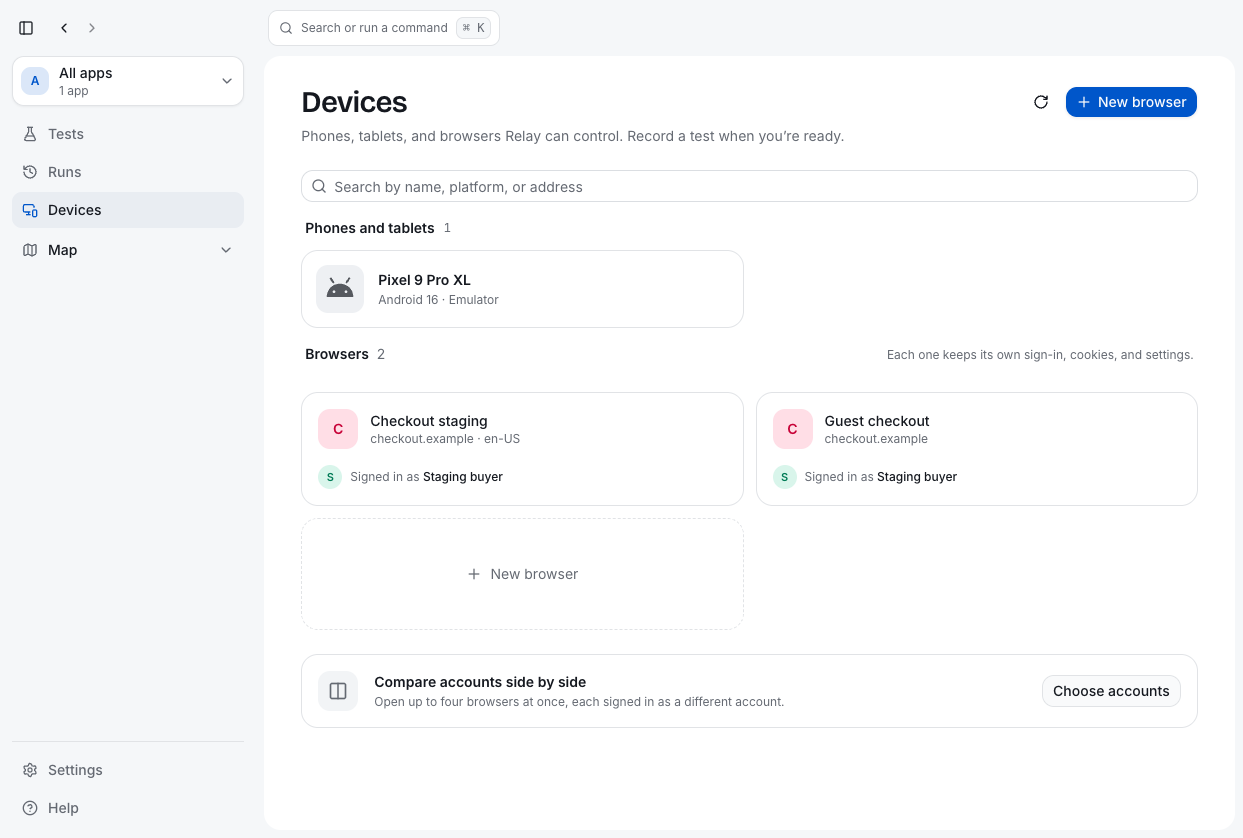 Search or run a command ⌘ K
A
All apps
1 app
Tests
Runs
Devices
Map
Settings
Help
Devices
New browser
Phones, tablets, and browsers Relay can control. Record a test when you’re ready.
Search by name, platform, or address
Phones and tablets 1
Pixel 9 Pro XL
Android 16 · Emulator
Browsers 2
Each one keeps its own sign-in, cookies, and settings.
C
Checkout staging
checkout.example · en-US
S
Signed in as Staging buyer
C
Guest checkout
checkout.example
S
Signed in as Staging buyer
New browser
Compare accounts side by side
Open up to four browsers at once, each signed in as a different account.
Choose accounts